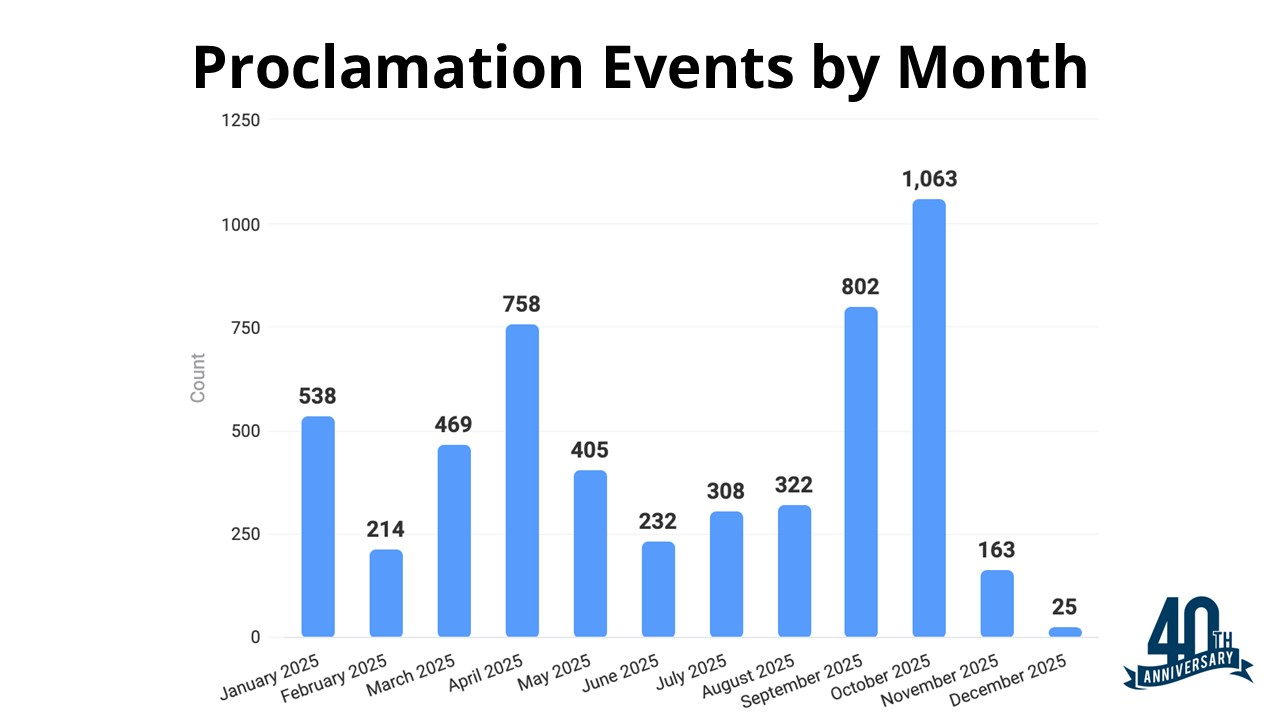 Proclamation Events by Month
1250
1000
750
500
250
0
Count
538
214
469
758
405
232
308
322
802
1,063
163
25
January 2025
February 2025
March 2025
April 2025
May 2025
June 2025
July 2025
August 2025
September 2025
October 2025
November 2025
December 2025
40TH
ANNIVERSARY